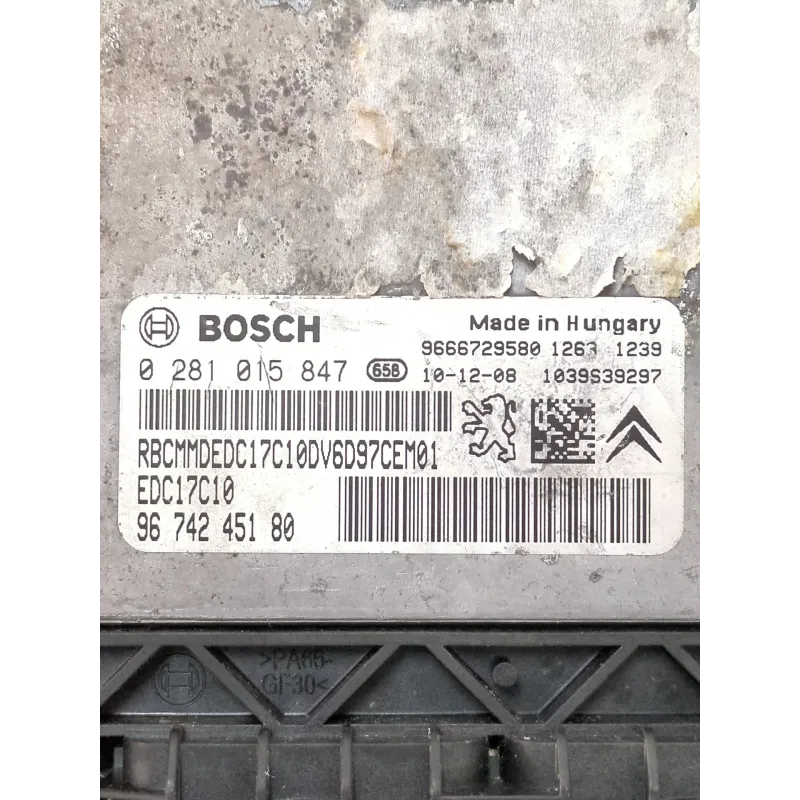 BOSCH
Made in Hungary
9666729580 1263 1239
0 281 015 847 658 10-12-08 1039S39297
RBCMMDEDC17C10DV6D97CEM01
EDC17C10
96 742 451 80
>PA66-
GF30<